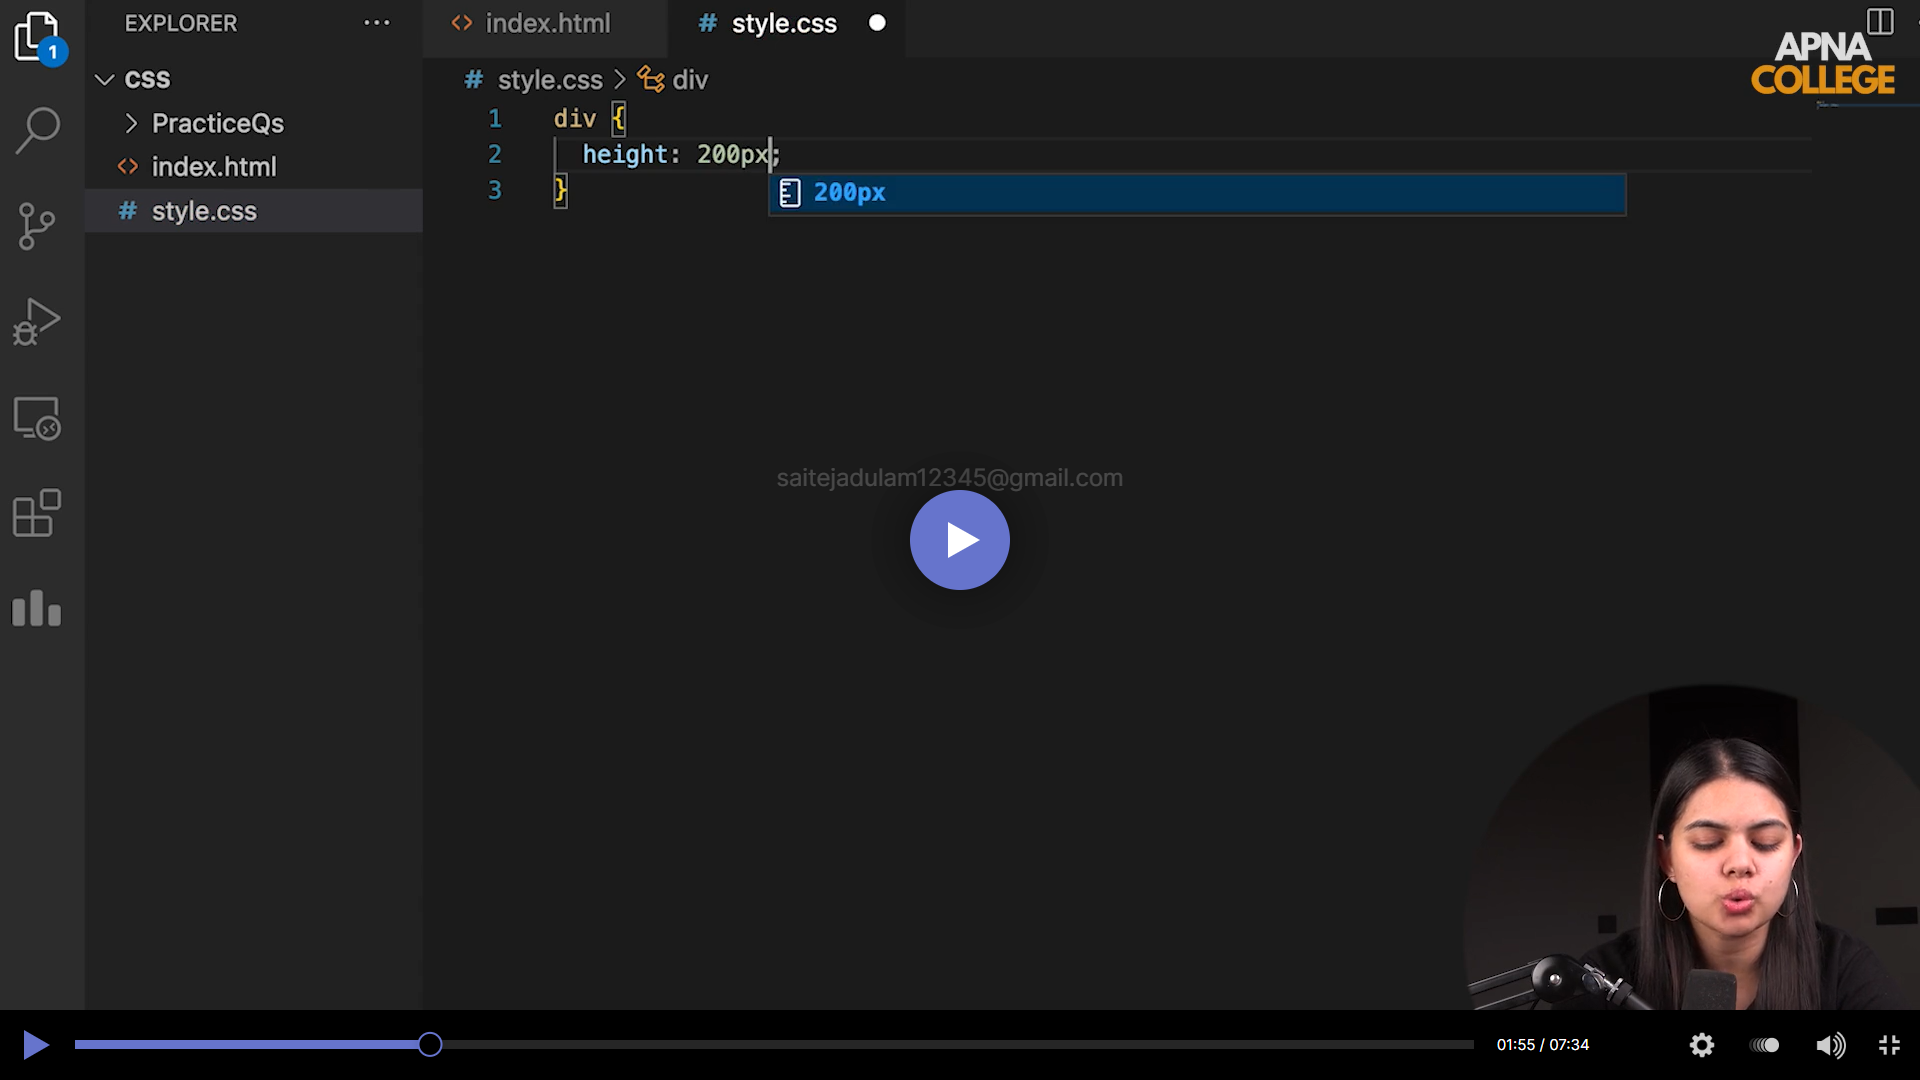 EXPLORER
1
css
PracticeQs
index.html
style.css
index.html
style.css
APNA
COLLEGE
style.css > div
1 div {
2 height: 200px;
3 }
200px
saitejadulam12345@gmail.com
01:55 / 07:34